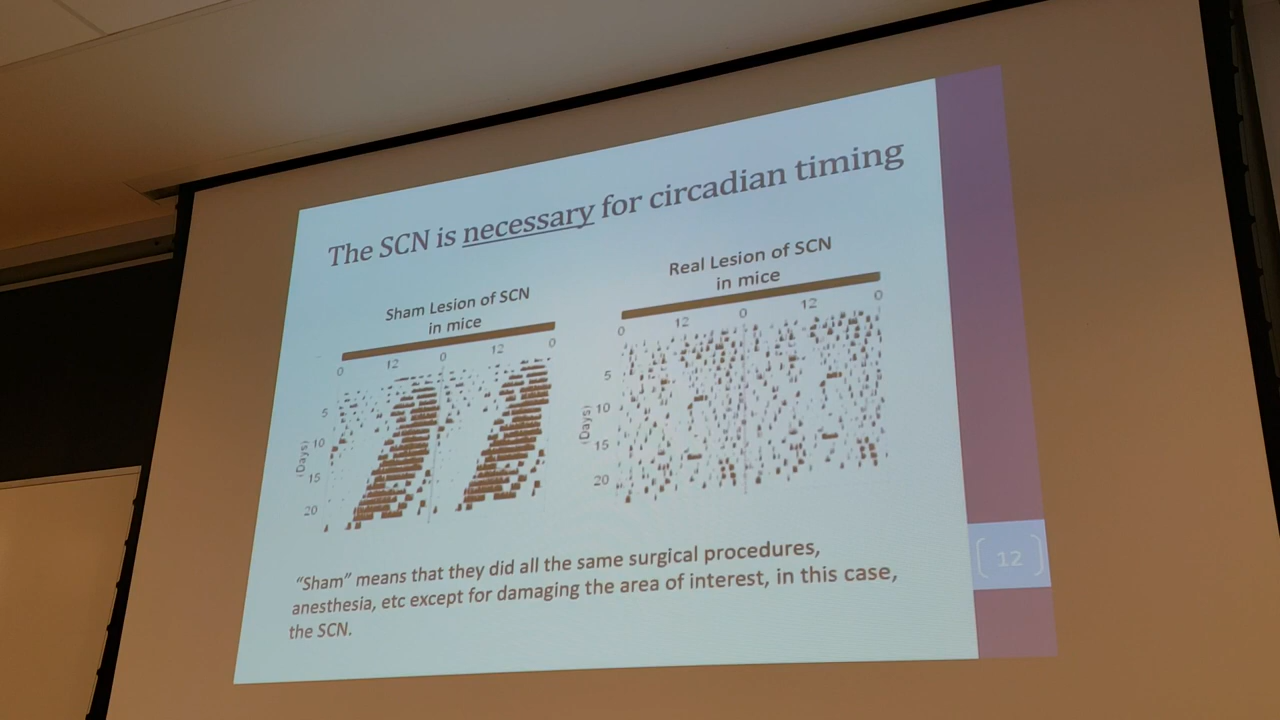 The SCN is necessary for circadian timing
Sham Lesion of SCN
in mice
0 12 0 12 0
5
10
(Days)
15
20
Real Lesion of SCN
in mice
0 12 0 12 0
5
10
(Days)
15
20
“Sham” means that they did all the same surgical procedures,
anesthesia, etc except for damaging the area of interest, in this case,
the SCN.
12